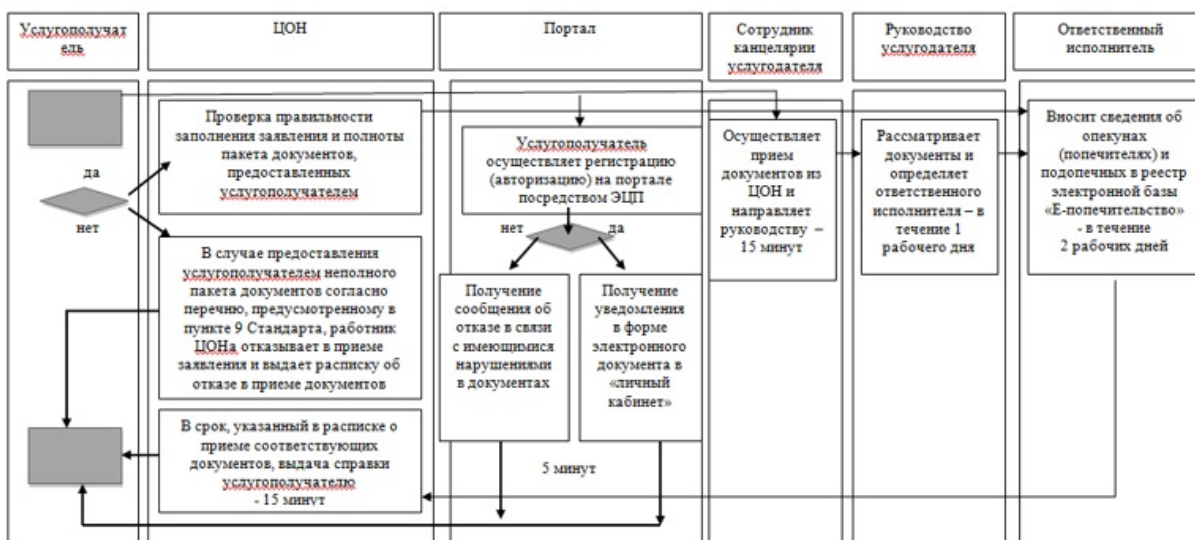 Услугополучат
ель
ЦОН
Портал
Сотрудник
канцелярии
услугодателя
Руководство
услугодателя
Ответственный
исполнитель
да
нет
Проверка правильности
заполнения заявления и полноты
пакета документов,
предоставленных
услугополучателем
В случае предоставления
услугополучателем неполного
пакета документов согласно
перечню, предусмотренному в
пункте 9 Стандарта, работник
ЦОНа отказывает в приеме
заявления и выдает расписку об
отказе в приеме документов
В срок, указанный в расписке о
приеме соответствующих
документов, выдача справки
услугополучателю
- 15 минут
Услугополучатель
осуществляет регистрацию
(авторизацию) на портале
посредством ЭЦП
нет
да
Получение
сообщения об
отказе в связи
с имеющимися
нарушениями
в документах
Получение
уведомления
в форме
электронного
документа в
«личный
кабинет»
5 минут
Осуществляет
прием
документов из
ЦОН и
направляет
руководству –
15 минут
Рассматривает
документы и
определяет
ответственного
исполнителя – в
течение 1
рабочего дня
Вносит сведения об
опекунах
(попечителях) и
подопечных в реестр
электронной базы
«Е-попечительство»
- в течение
2 рабочих дней